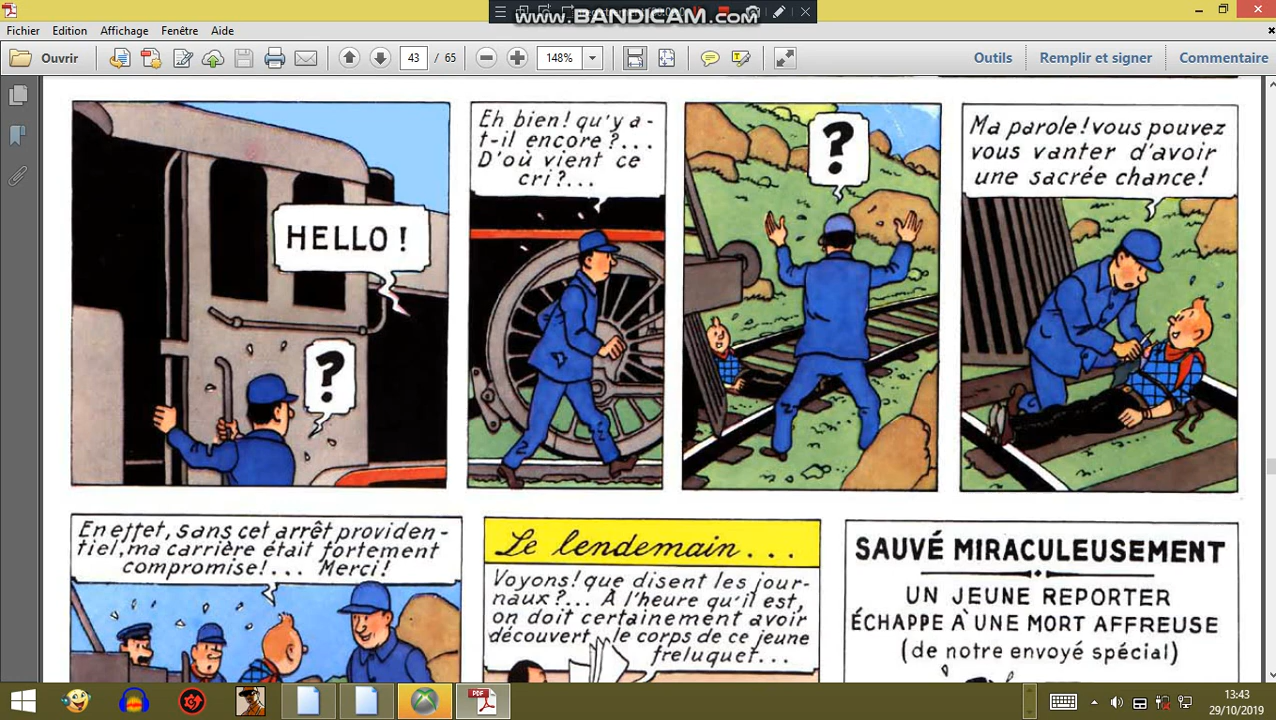 www.BANDICAM.com
Fichier Edition Affichage Fenêtre Aide
Ouvrir 43 / 65 148% Outils Remplir et signer Commentaire
HELLO !
?
Eh bien! qu'y a-
t-il encore?...
D'où vient ce
cri?...
?
Ma parole! vous pouvez
vous vanter d'avoir
une sacrée chance!
En effet, sans cet arrêt providen-
tiel, ma carrière était fortement
compromise!... Merci!
Le lendemain...
Voyons! que disent les jour-
naux?... A l'heure qu'il est,
on doit certainement avoir
découvert le corps de ce jeune
freluquet...
SAUVÉ MIRACULEUSEMENT
UN JEUNE REPORTER
ÉCHAPPE À UNE MORT AFFREUSE
(de notre envoyé spécial)
PDF
13:43
29/10/2019